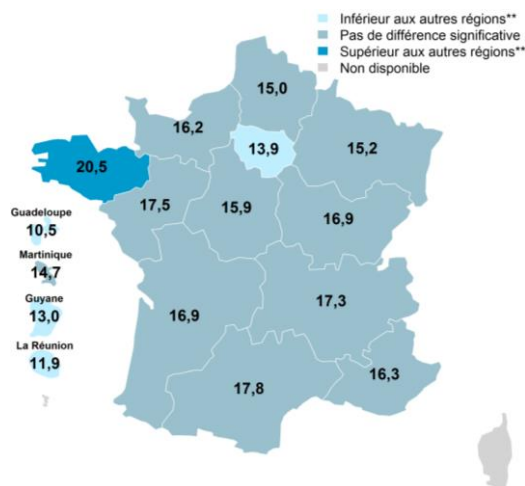 Inférieur aux autres régions**
Pas de différence significative
Supérieur aux autres régions**
Non disponible
15,0
16,2
13,9
15,2
20,5
17,5
15,9
16,9
Guadeloupe
10,5
Martinique
14,7
Guyane
13,0
La Réunion
11,9
16,9
17,3
16,3
17,8